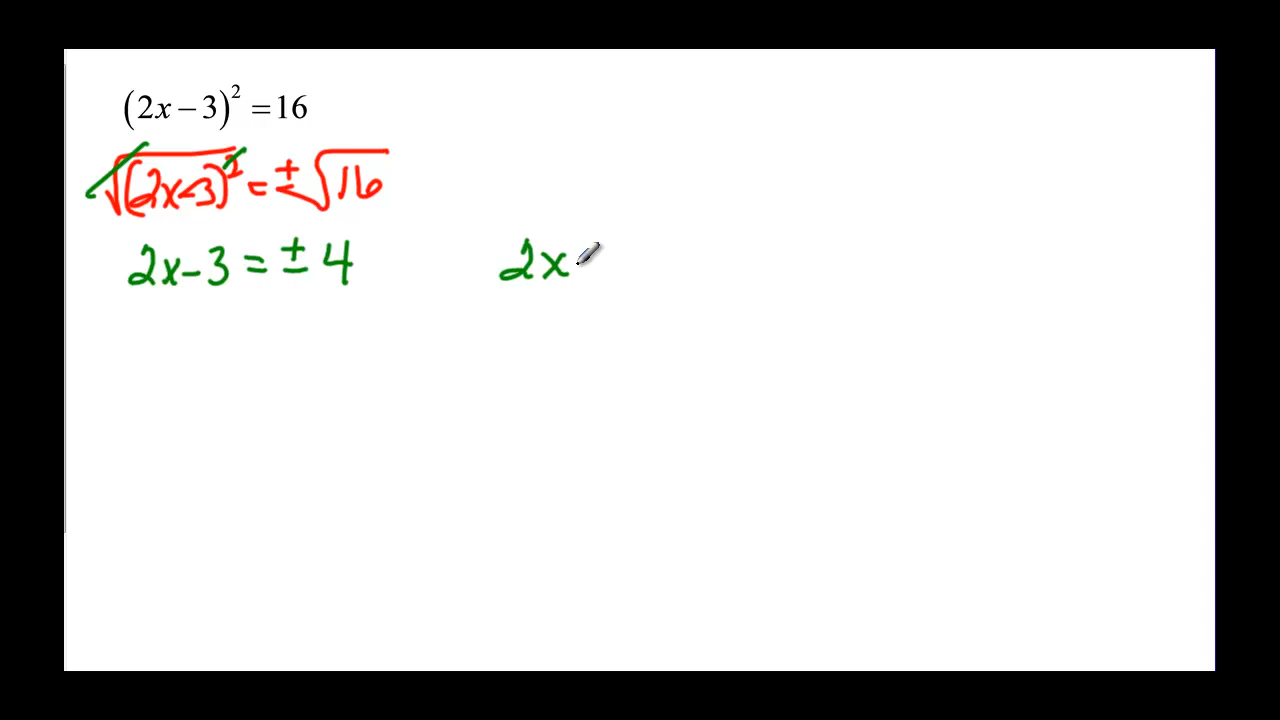 (2x − 3)² = 16
√(2x-3)² = ±√16
2x-3 = ±4 2x